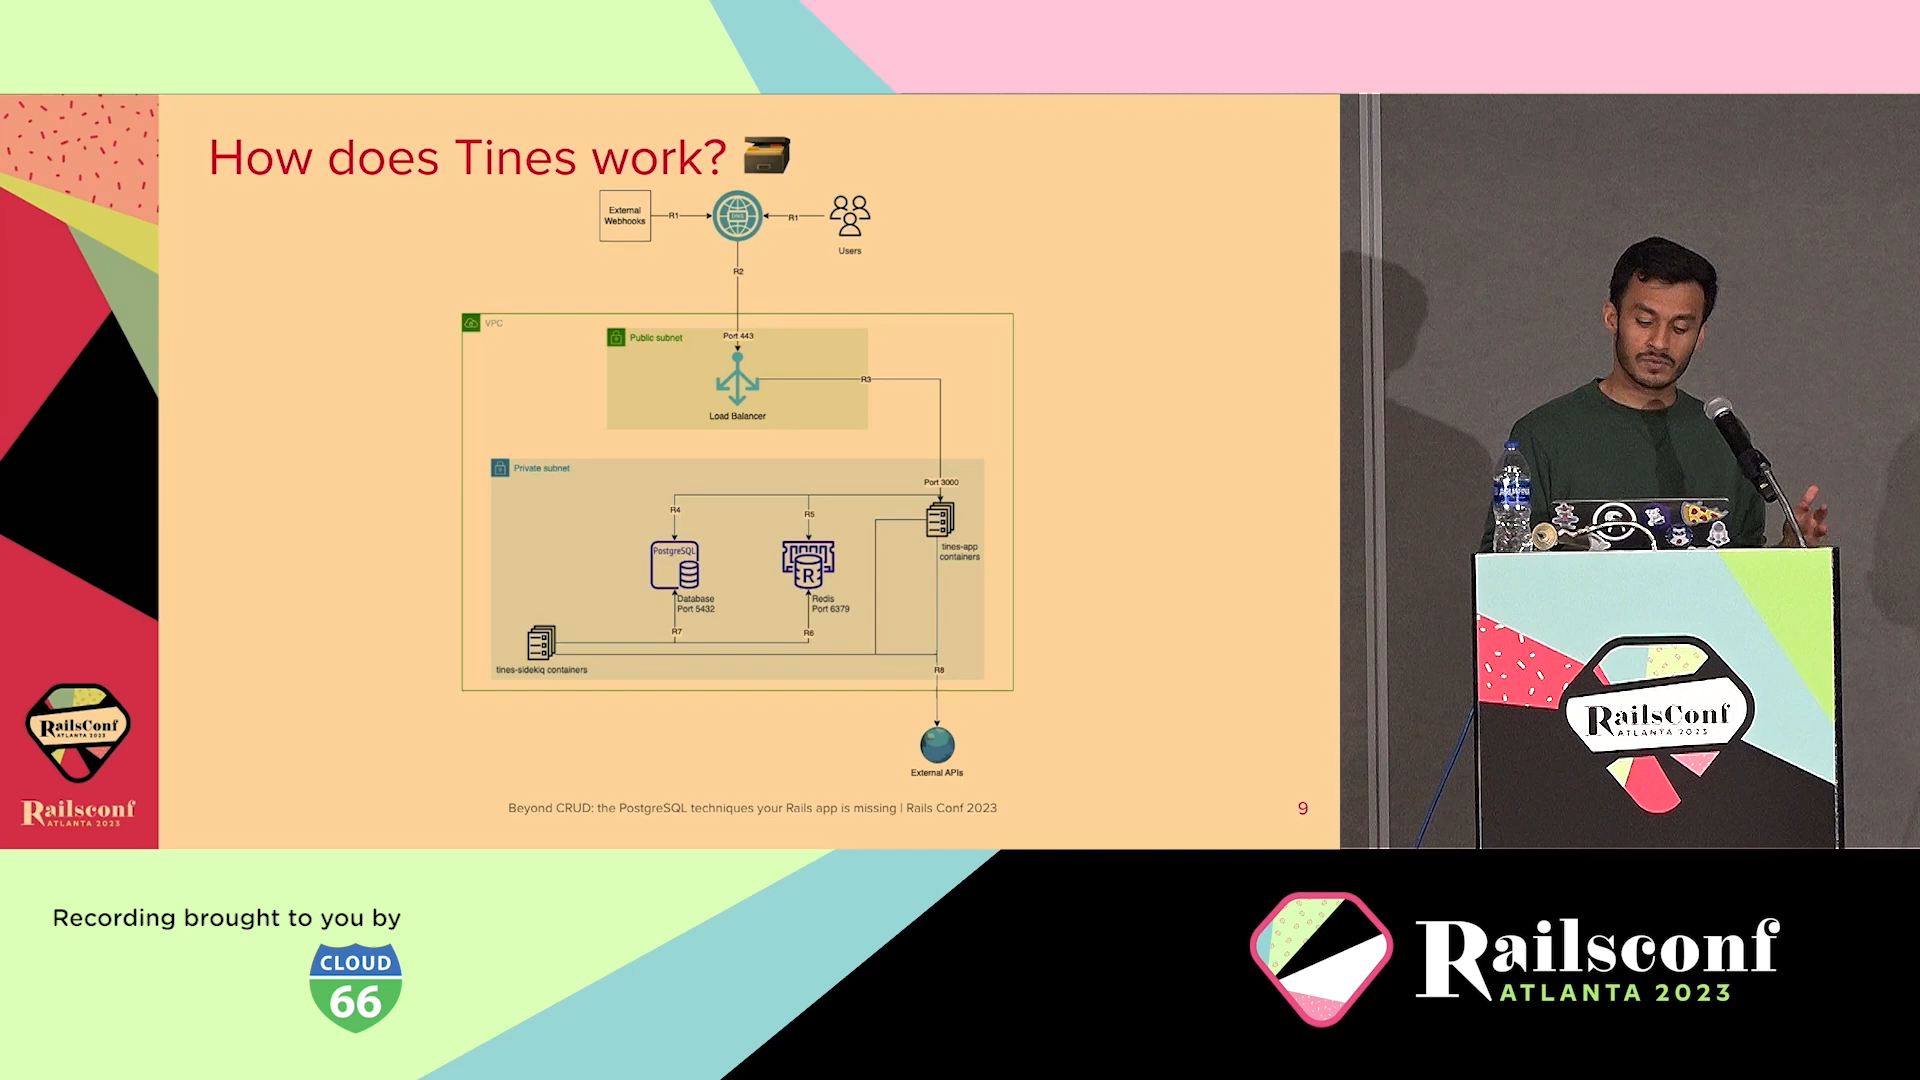 How does Tines work?
External
Webhooks
R1
DNS
R1
Users
R2
VPC
Public subnet
Port 443
R3
Load Balancer
Private subnet
Port 3000
R4
R5
PostgreSQL
R
tines-app
containers
Database
Port 5432
Redis
Port 6379
R7
R6
tines-sidekiq containers
R8
External APIs
Beyond CRUD: the PostgreSQL techniques your Rails app is missing | Rails Conf 2023
9
RailsConf
ATLANTA 2023
Railsconf
ATLANTA 2023
RailsConf
ATLANTA 2023
Recording brought to you by
CLOUD
66
Railsconf
ATLANTA 2023